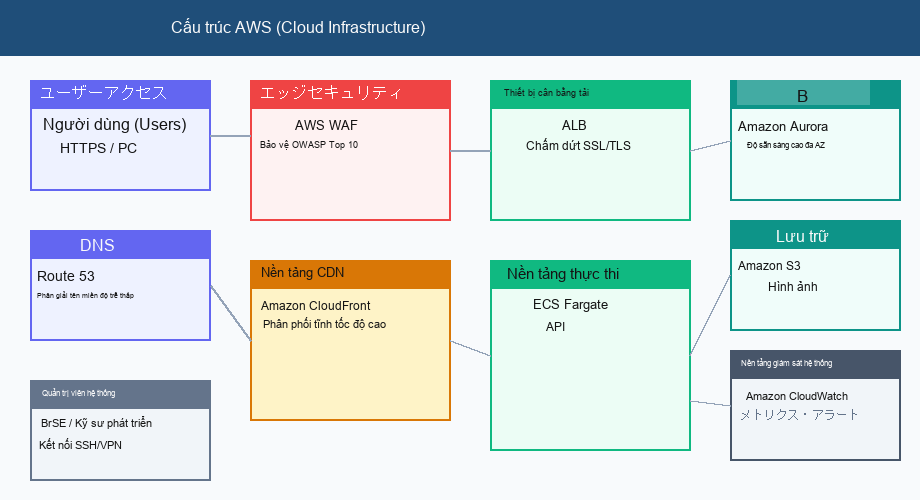 Cấu trúc AWS (Cloud Infrastructure)
ユーザーアクセス
Người dùng (Users)
HTTPS / PC
エッジセキュリティ
AWS WAF
Bảo vệ OWASP Top 10
Thiết bị cân bằng tải
ALB
Chấm dứt SSL/TLS
B
Amazon Aurora
Độ sẵn sàng cao đa AZ
DNS
Route 53
Phân giải tên miền độ trễ thấp
Nền tảng CDN
Amazon CloudFront
Phân phối tĩnh tốc độ cao
Nền tảng thực thi
ECS Fargate
API
Lưu trữ
Amazon S3
Hình ảnh
Quản trị viên hệ thống
BrSE / Kỹ sư phát triển
Kết nối SSH/VPN
Nền tảng giám sát hệ thống
Amazon CloudWatch
メトリクス・アラート